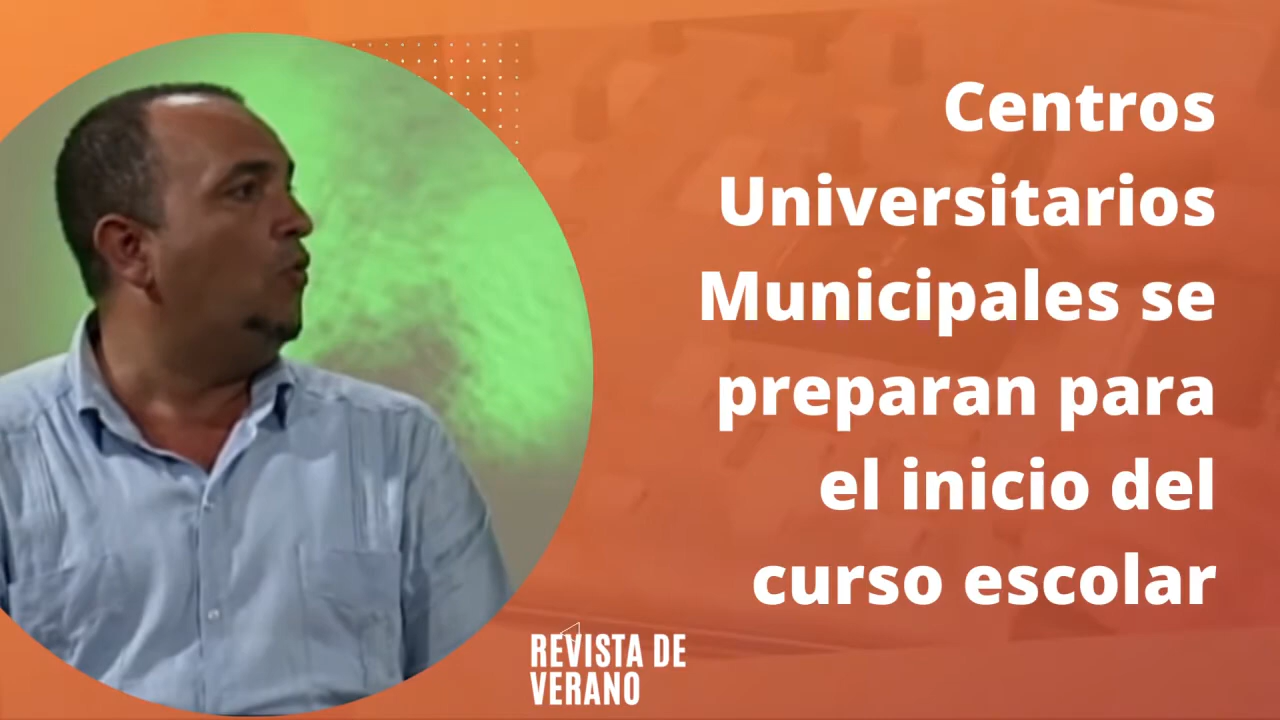 Centros
Universitarios
Municipales se
preparan para
el inicio del
curso escolar
REVISTA DE
VERANO